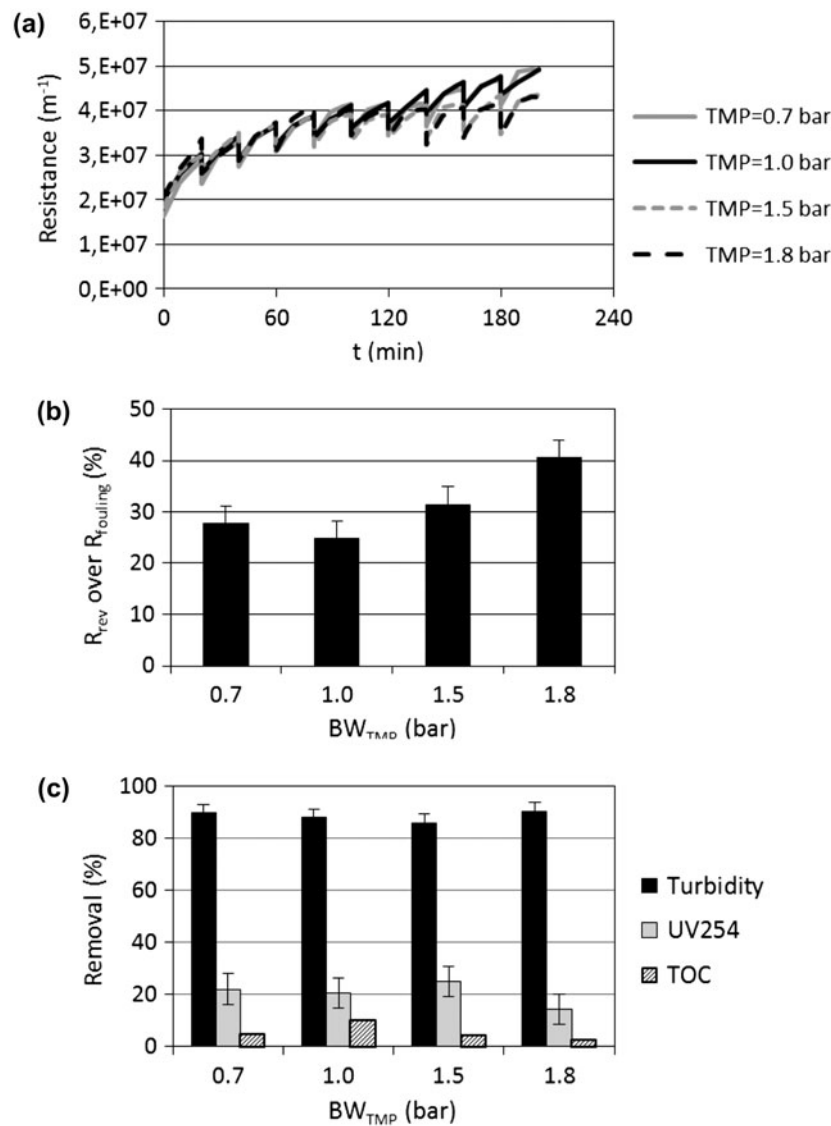 (a)
6,E+07
5,E+07
4,E+07
3,E+07
2,E+07
1,E+07
0,E+00
Resistance (m⁻¹)
0 60 120 180 240
t (min)
TMP=0.7 bar
TMP=1.0 bar
TMP=1.5 bar
TMP=1.8 bar
(b)
50
40
30
20
10
0
R_rev over R_fouling (%)
0.7 1.0 1.5 1.8
BW_TMP (bar)
(c)
100
80
60
40
20
0
Removal (%)
0.7 1.0 1.5 1.8
BW_TMP (bar)
Turbidity
UV254
TOC